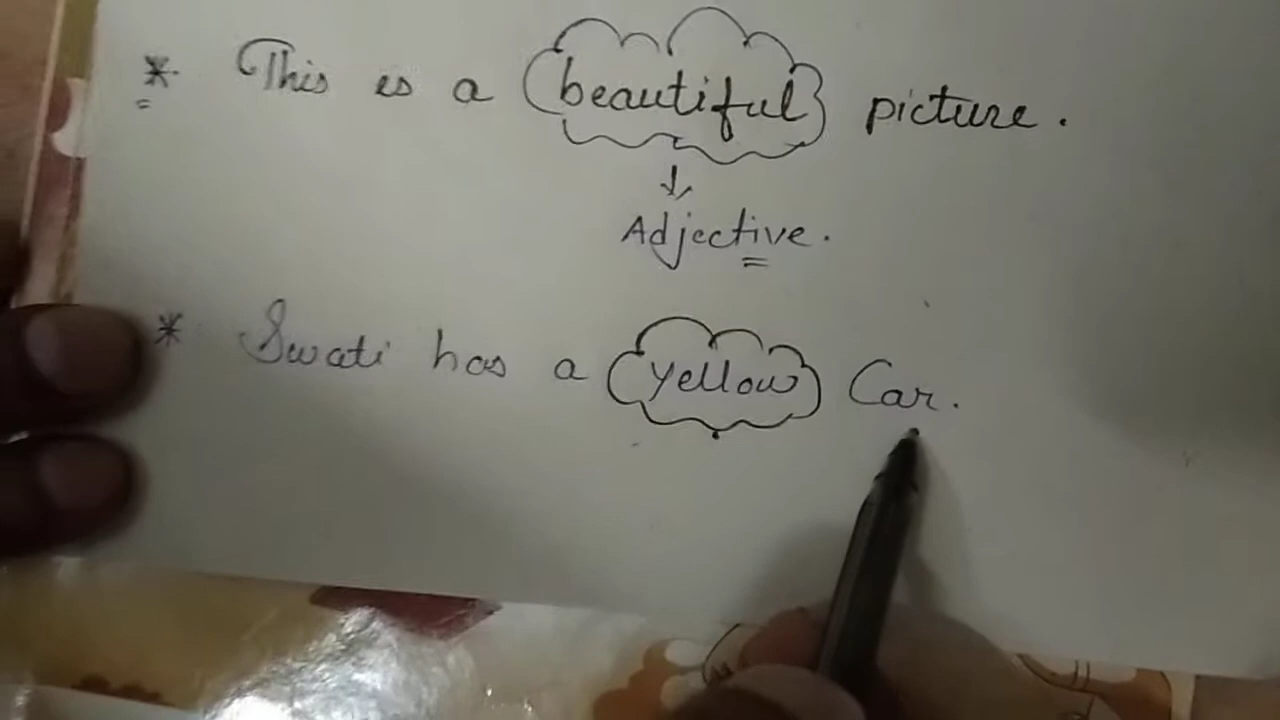 * This is a beautiful picture.
Adjective.
* Swati has a yellow Car.